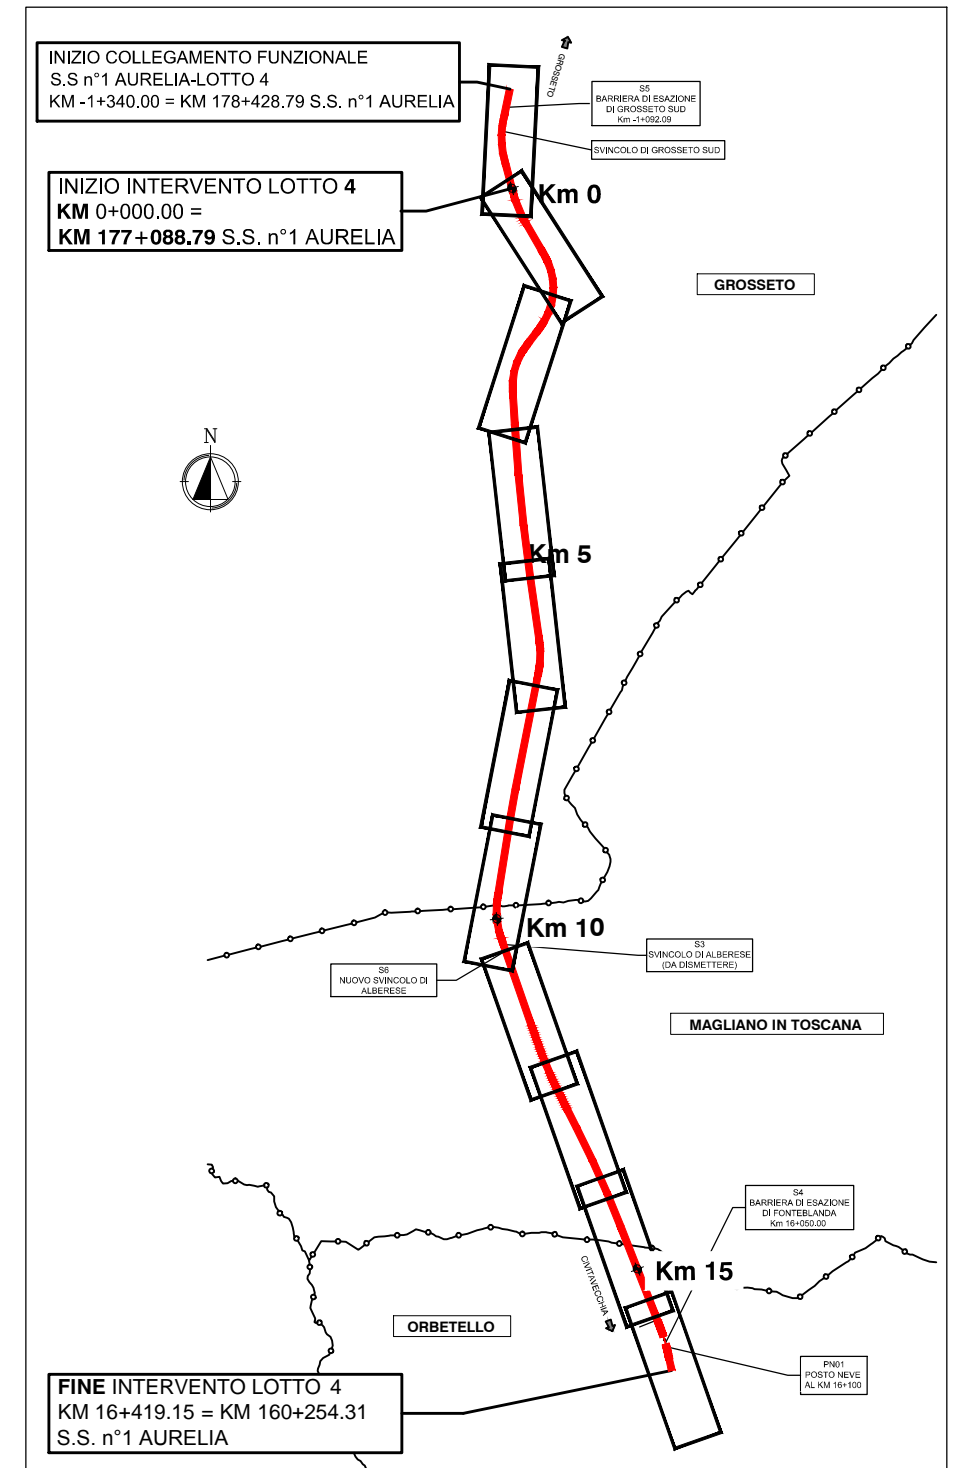 INIZIO COLLEGAMENTO FUNZIONALE
S.S n°1 AURELIA-LOTTO 4
KM -1+340.00 = KM 178+428.79 S.S. n°1 AURELIA
GROSSETO
S5
BARRIERA DI ESAZIONE
DI GROSSETO SUD
Km -1+092.09
SVINCOLO DI GROSSETO SUD
INIZIO INTERVENTO LOTTO 4
KM 0+000.00 =
KM 177+088.79 S.S. n°1 AURELIA
Km 0
GROSSETO
N
Km 5
Km 10
S3
SVINCOLO DI ALBERESE
(DA DISMETTERE)
S6
NUOVO SVINCOLO DI
ALBERESE
MAGLIANO IN TOSCANA
S4
BARRIERA DI ESAZIONE
DI FONTEBLANDA
Km 16+050.00
Km 15
CIVITAVECCHIA
ORBETELLO
PN01
POSTO NEVE
AL KM 16+100
FINE INTERVENTO LOTTO 4
KM 16+419.15 = KM 160+254.31
S.S. n°1 AURELIA